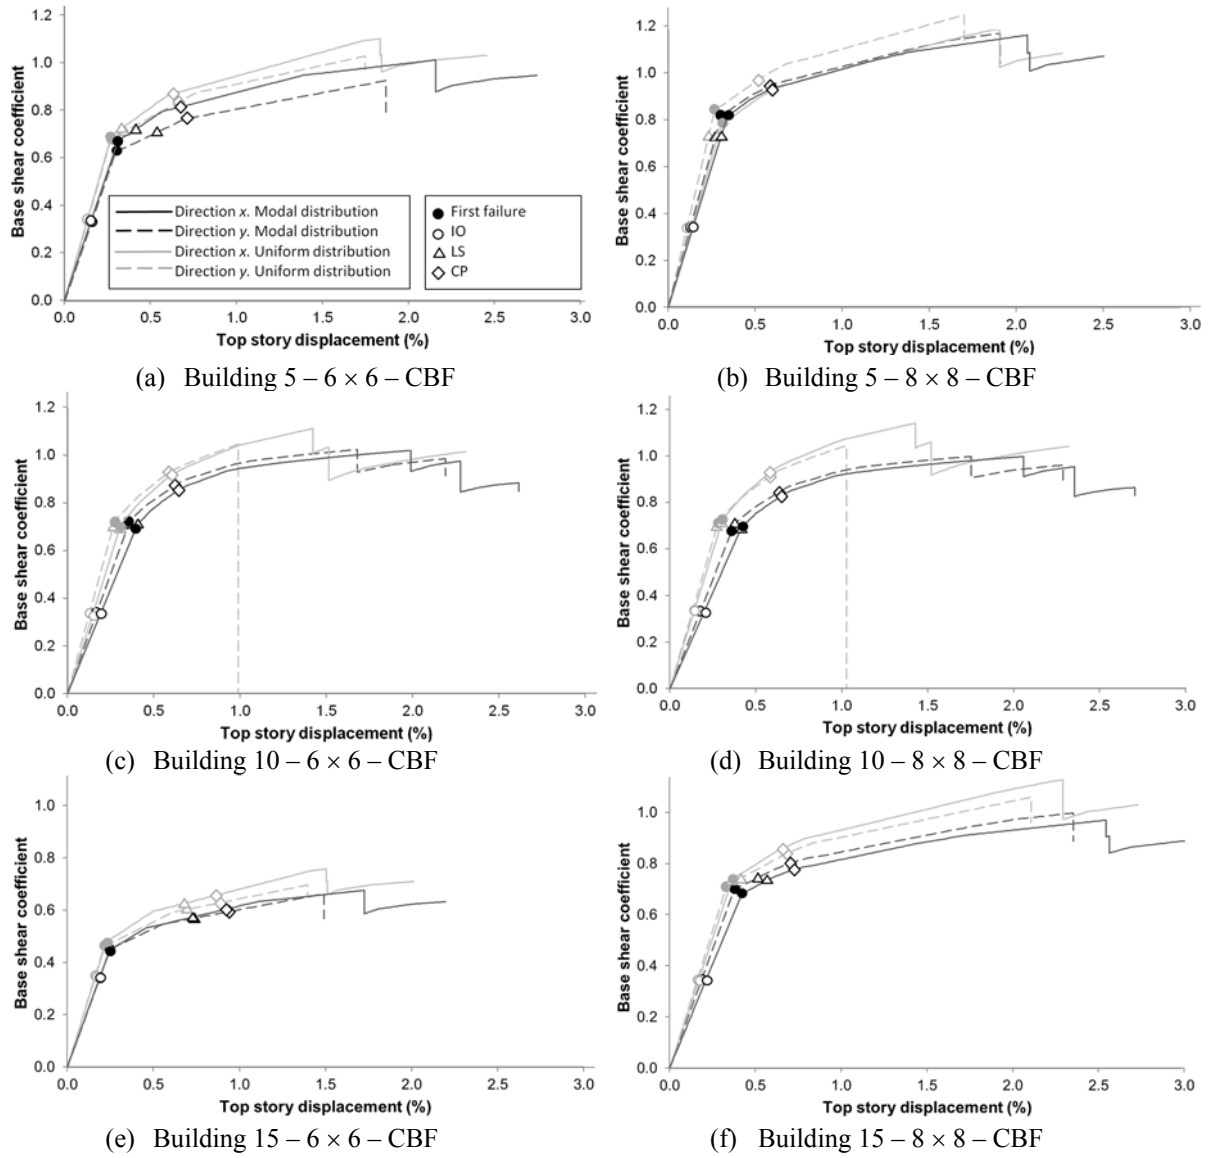 Base shear coefficient
1.2
1.0
0.8
0.6
0.4
0.2
0.0
Direction x. Modal distribution
Direction y. Modal distribution
Direction x. Uniform distribution
Direction y. Uniform distribution
First failure
IO
LS
CP
0.0 0.5 1.0 1.5 2.0 2.5 3.0
Top story displacement (%)
(a) Building 5 – 6 × 6 – CBF
Base shear coefficient
1.2
1.0
0.8
0.6
0.4
0.2
0.0
0.0 0.5 1.0 1.5 2.0 2.5 3.0
Top story displacement (%)
(b) Building 5 – 8 × 8 – CBF
Base shear coefficient
1.2
1.0
0.8
0.6
0.4
0.2
0.0
0.0 0.5 1.0 1.5 2.0 2.5 3.0
Top story displacement (%)
(c) Building 10 – 6 × 6 – CBF
Base shear coefficient
1.2
1.0
0.8
0.6
0.4
0.2
0.0
0.0 0.5 1.0 1.5 2.0 2.5 3.0
Top story displacement (%)
(d) Building 10 – 8 × 8 – CBF
Base shear coefficient
1.0
0.8
0.6
0.4
0.2
0.0
0.0 0.5 1.0 1.5 2.0 2.5 3.0
Top story displacement (%)
(e) Building 15 – 6 × 6 – CBF
Base shear coefficient
1.0
0.8
0.6
0.4
0.2
0.0
0.0 0.5 1.0 1.5 2.0 2.5 3.0
Top story displacement (%)
(f) Building 15 – 8 × 8 – CBF